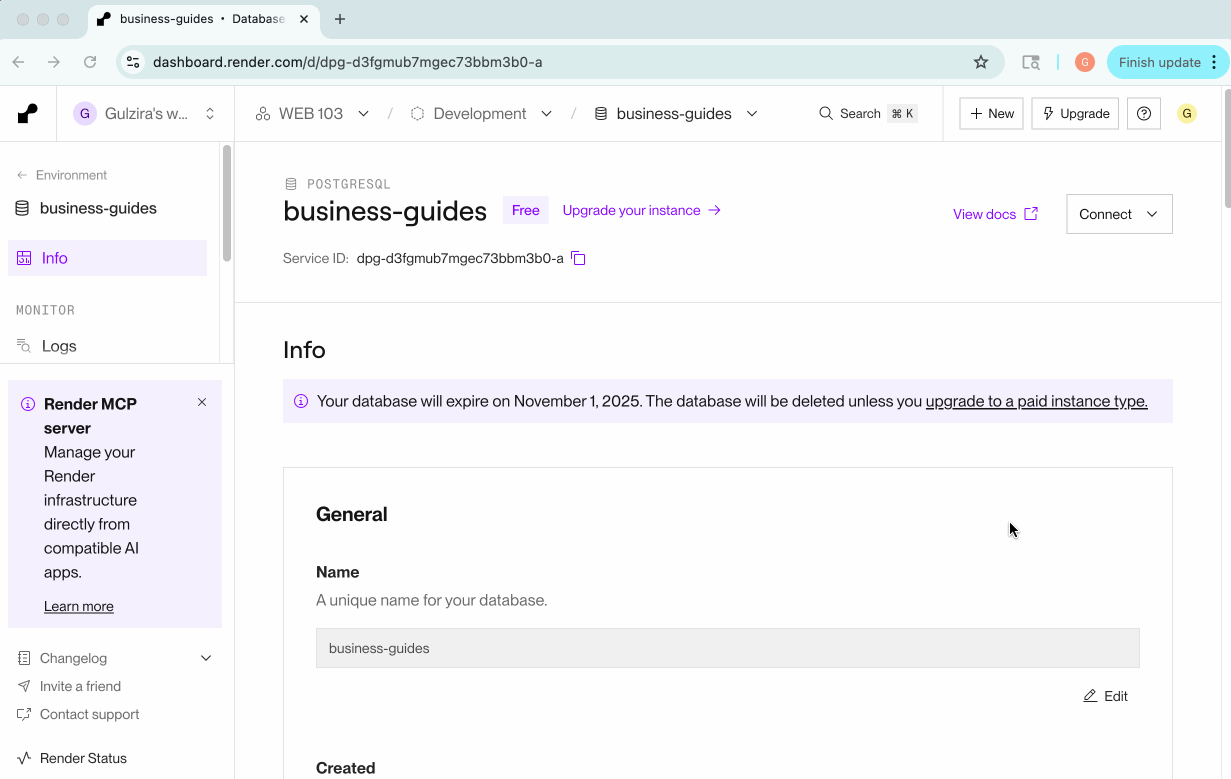 business-guides • Database
dashboard.render.com/d/dpg-d3fgmub7mgec73bbm3b0-a
G
Finish update
G
Gulzira's w...
WEB 103
/
Development
/
business-guides
Search
⌘ K
+ New
Upgrade
G
← Environment
business-guides
Info
MONITOR
Logs
Render MCP
server
Manage your
Render
infrastructure
directly from
compatible AI
apps.
Learn more
Changelog
Invite a friend
Contact support
Render Status
POSTGRESQL
business-guides
Free
Upgrade your instance →
View docs
Connect
Service ID: dpg-d3fgmub7mgec73bbm3b0-a
Info
Your database will expire on November 1, 2025. The database will be deleted unless you upgrade to a paid instance type.
General
Name
A unique name for your database.
business-guides
Edit
Created